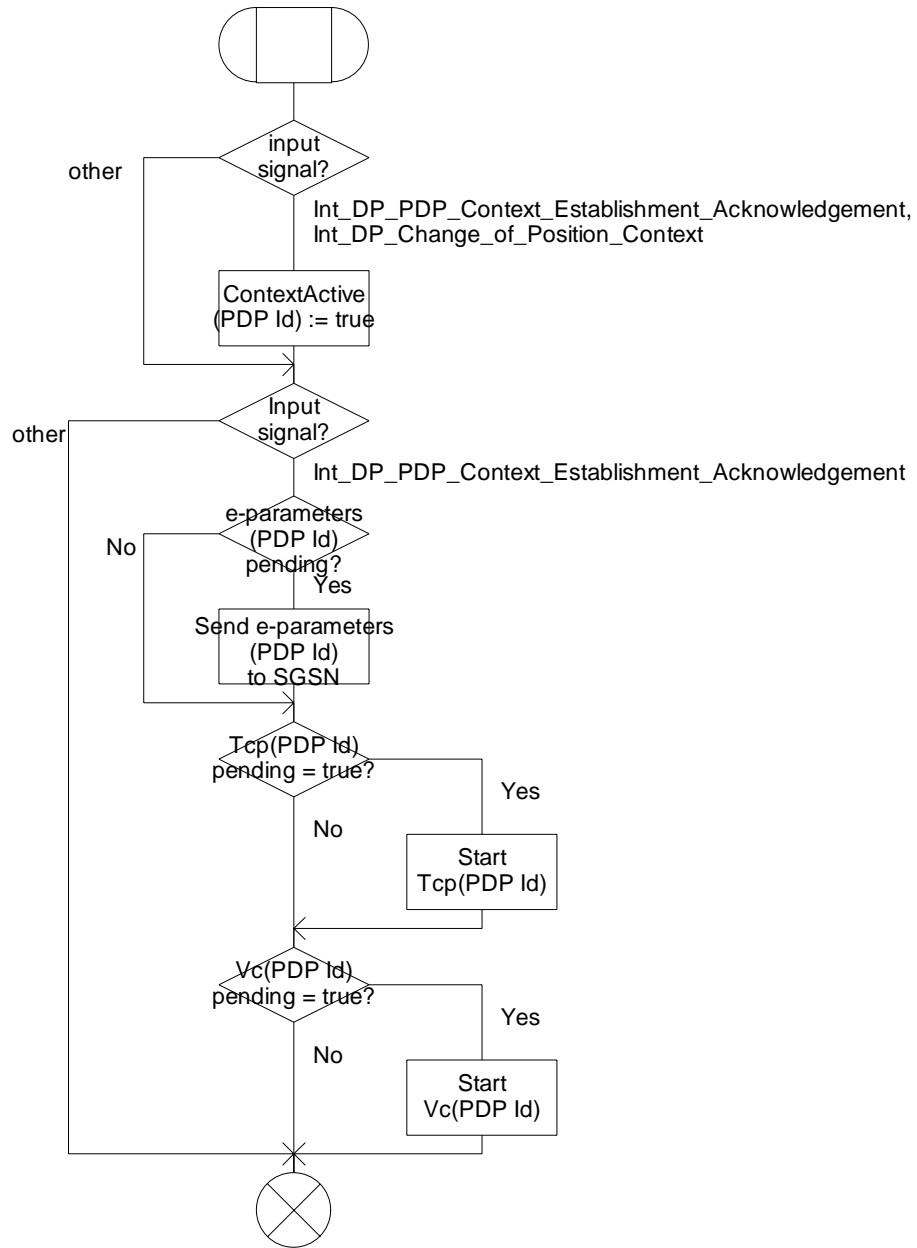 input
signal?
other
Int_DP_PDP_Context_Establishment_Acknowledgement,
Int_DP_Change_of_Position_Context
ContextActive
(PDP Id) := true
Input
signal?
other
Int_DP_PDP_Context_Establishment_Acknowledgement
e-parameters
(PDP Id)
pending?
No
Yes
Send e-parameters
(PDP Id)
to SGSN
Tcp(PDP Id)
pending = true?
Yes
No
Start
Tcp(PDP Id)
Vc(PDP Id)
pending = true?
Yes
No
Start
Vc(PDP Id)